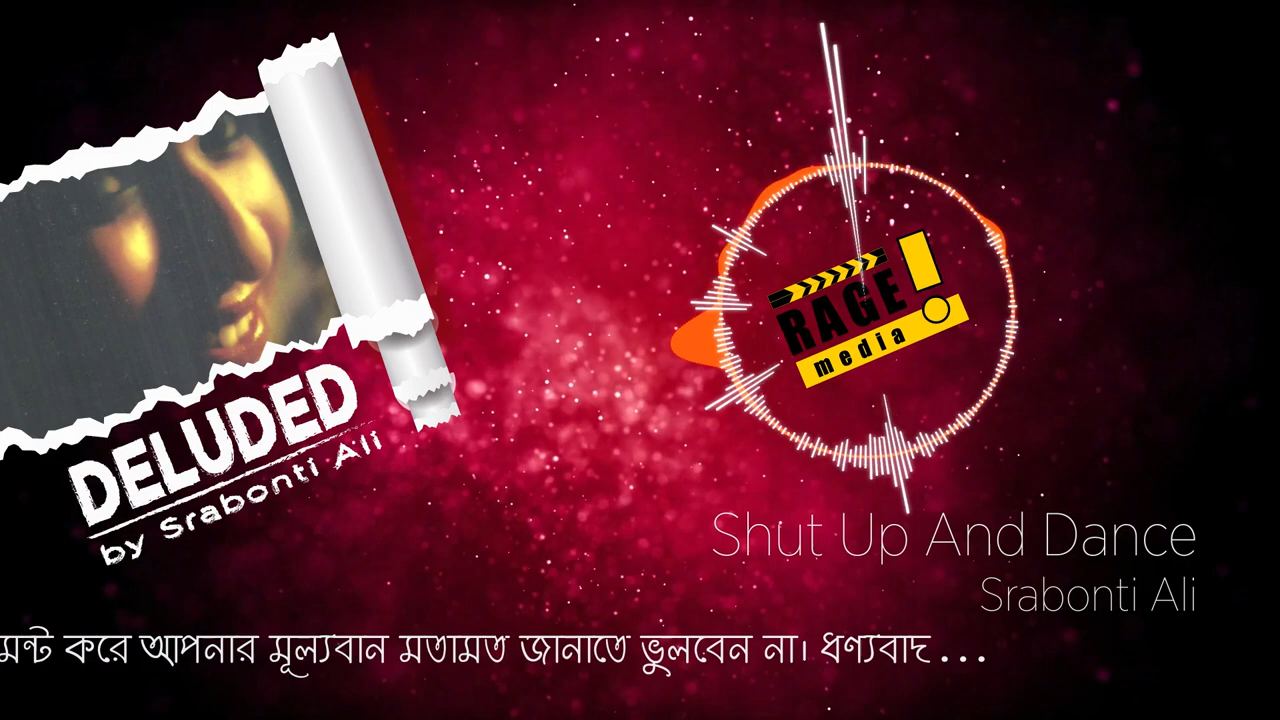 DELUDED
by Srabonti Ali
RAGE!
media
Shut Up And Dance
Srabonti Ali
করে আপনার মূল্যবান মতামত জানাতে ভুলবেন না। ধণ্যবাদ...